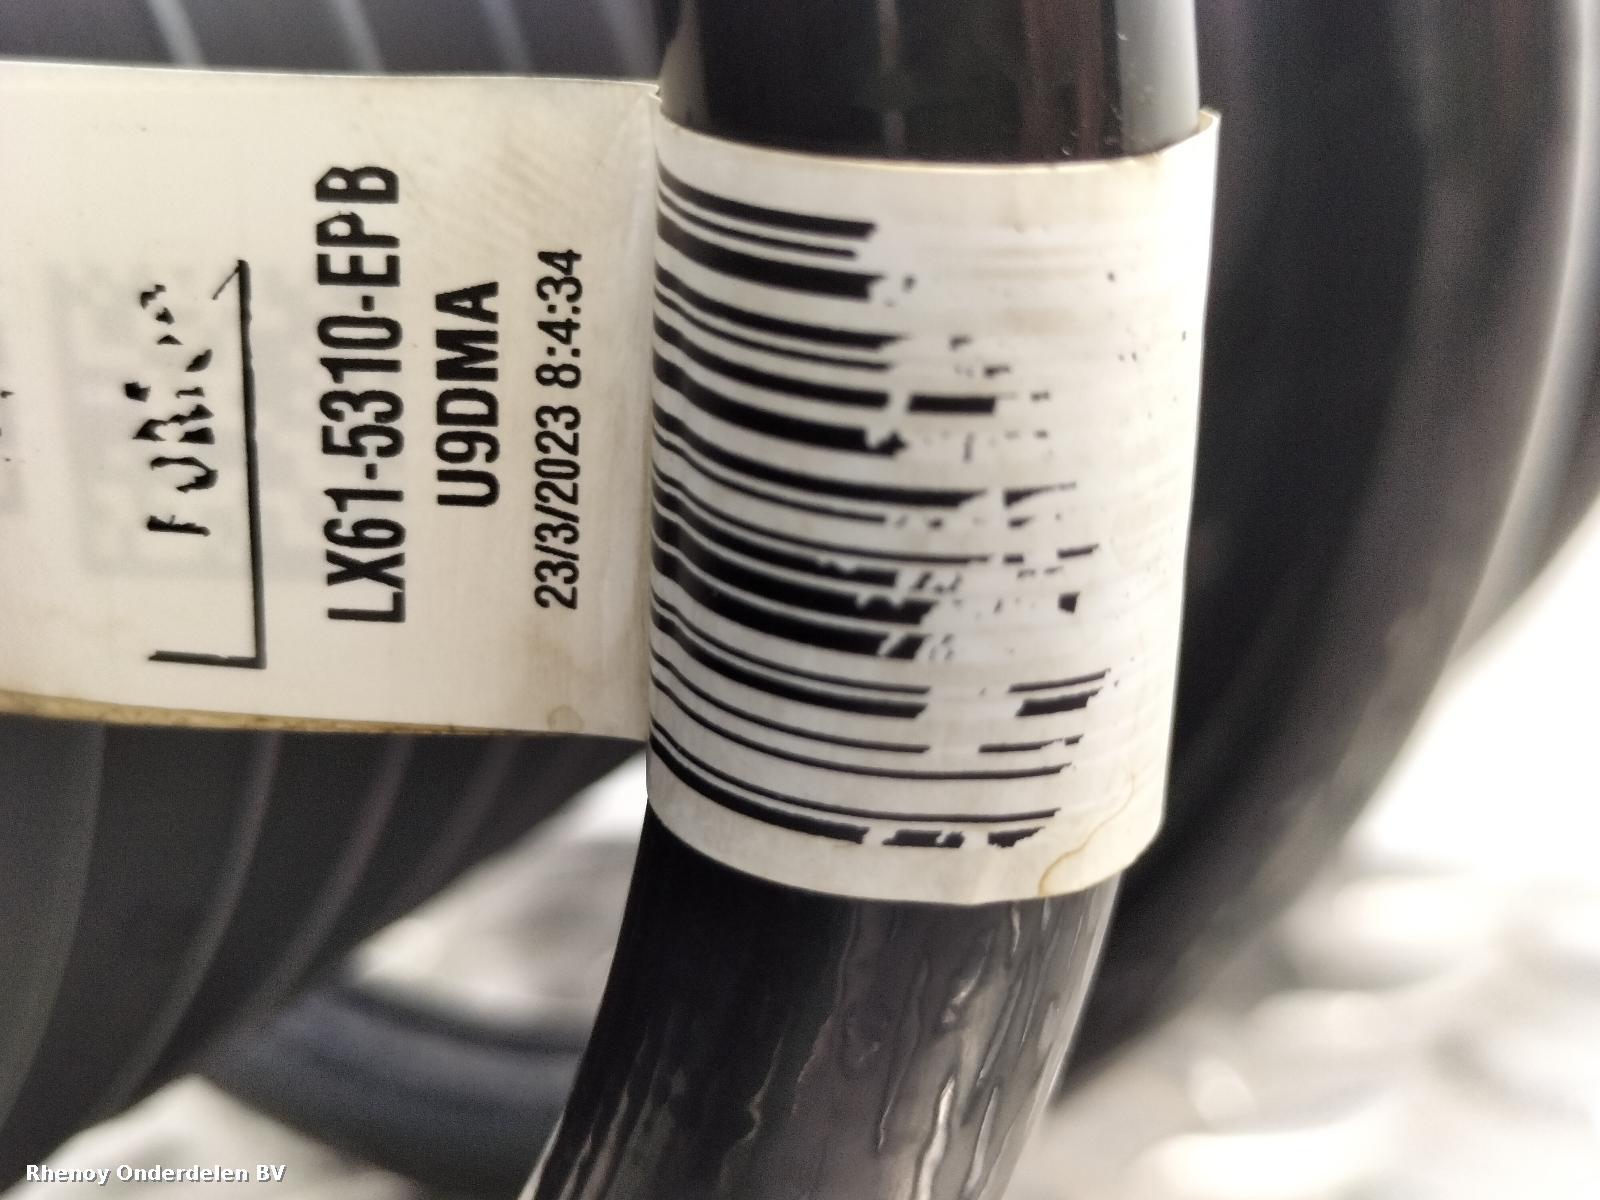 LX61-5310-EPB
U9DMA
23/3/2023 8:4:34
Rhenoy Onderdelen BV